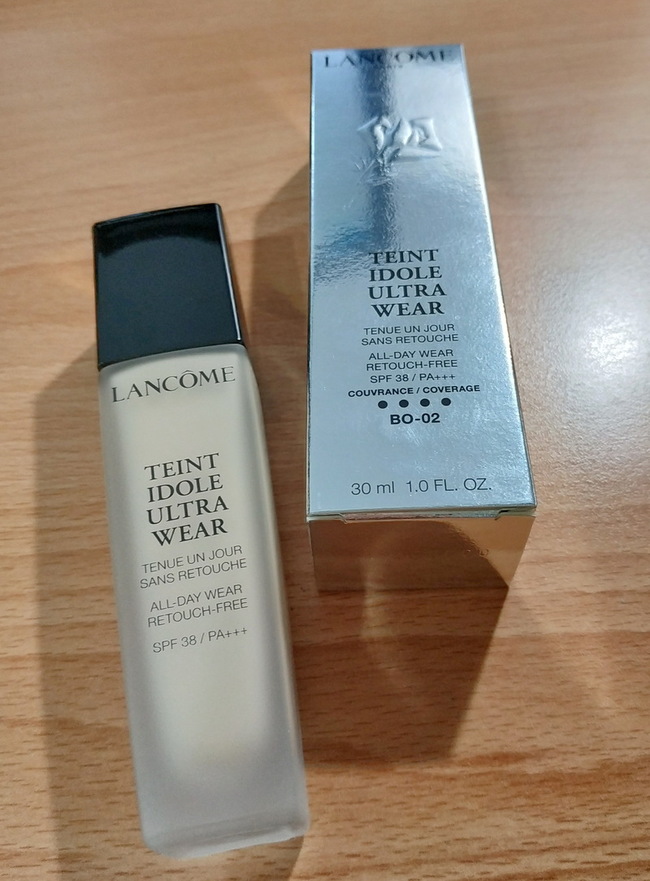 LANCÔME
TEINT
IDOLE
ULTRA
WEAR
TENUE UN JOUR
SANS RETOUCHE
ALL-DAY WEAR
RETOUCH-FREE
SPF 38 / PA+++
LANCÔME
TEINT
IDOLE
ULTRA
WEAR
TENUE UN JOUR
SANS RETOUCHE
ALL-DAY WEAR
RETOUCH-FREE
SPF 38 / PA+++
COUVRANCE / COVERAGE
BO-02
30 ml 1.0 FL. OZ.